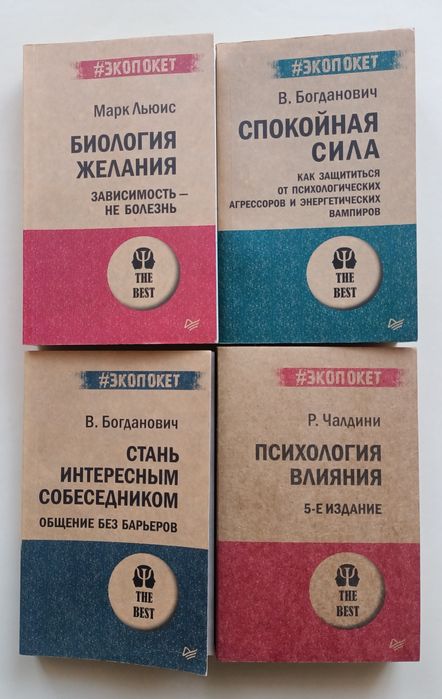 #экопокет
Марк Льюис
БИОЛОГИЯ
ЖЕЛАНИЯ
ЗАВИСИМОСТЬ —
НЕ БОЛЕЗНЬ
THE
BEST
#экопокет
В. Богданович
СПОКОЙНАЯ
СИЛА
КАК ЗАЩИТИТЬСЯ
ОТ ПСИХОЛОГИЧЕСКИХ
АГРЕССОРОВ И ЭНЕРГЕТИЧЕСКИХ
ВАМПИРОВ
THE
BEST
#экопокет
В. Богданович
СТАНЬ
ИНТЕРЕСНЫМ
СОБЕСЕДНИКОМ
ОБЩЕНИЕ БЕЗ БАРЬЕРОВ
THE
BEST
#экопокет
Р. Чалдини
ПСИХОЛОГИЯ
ВЛИЯНИЯ
5-Е ИЗДАНИЕ
THE
BEST